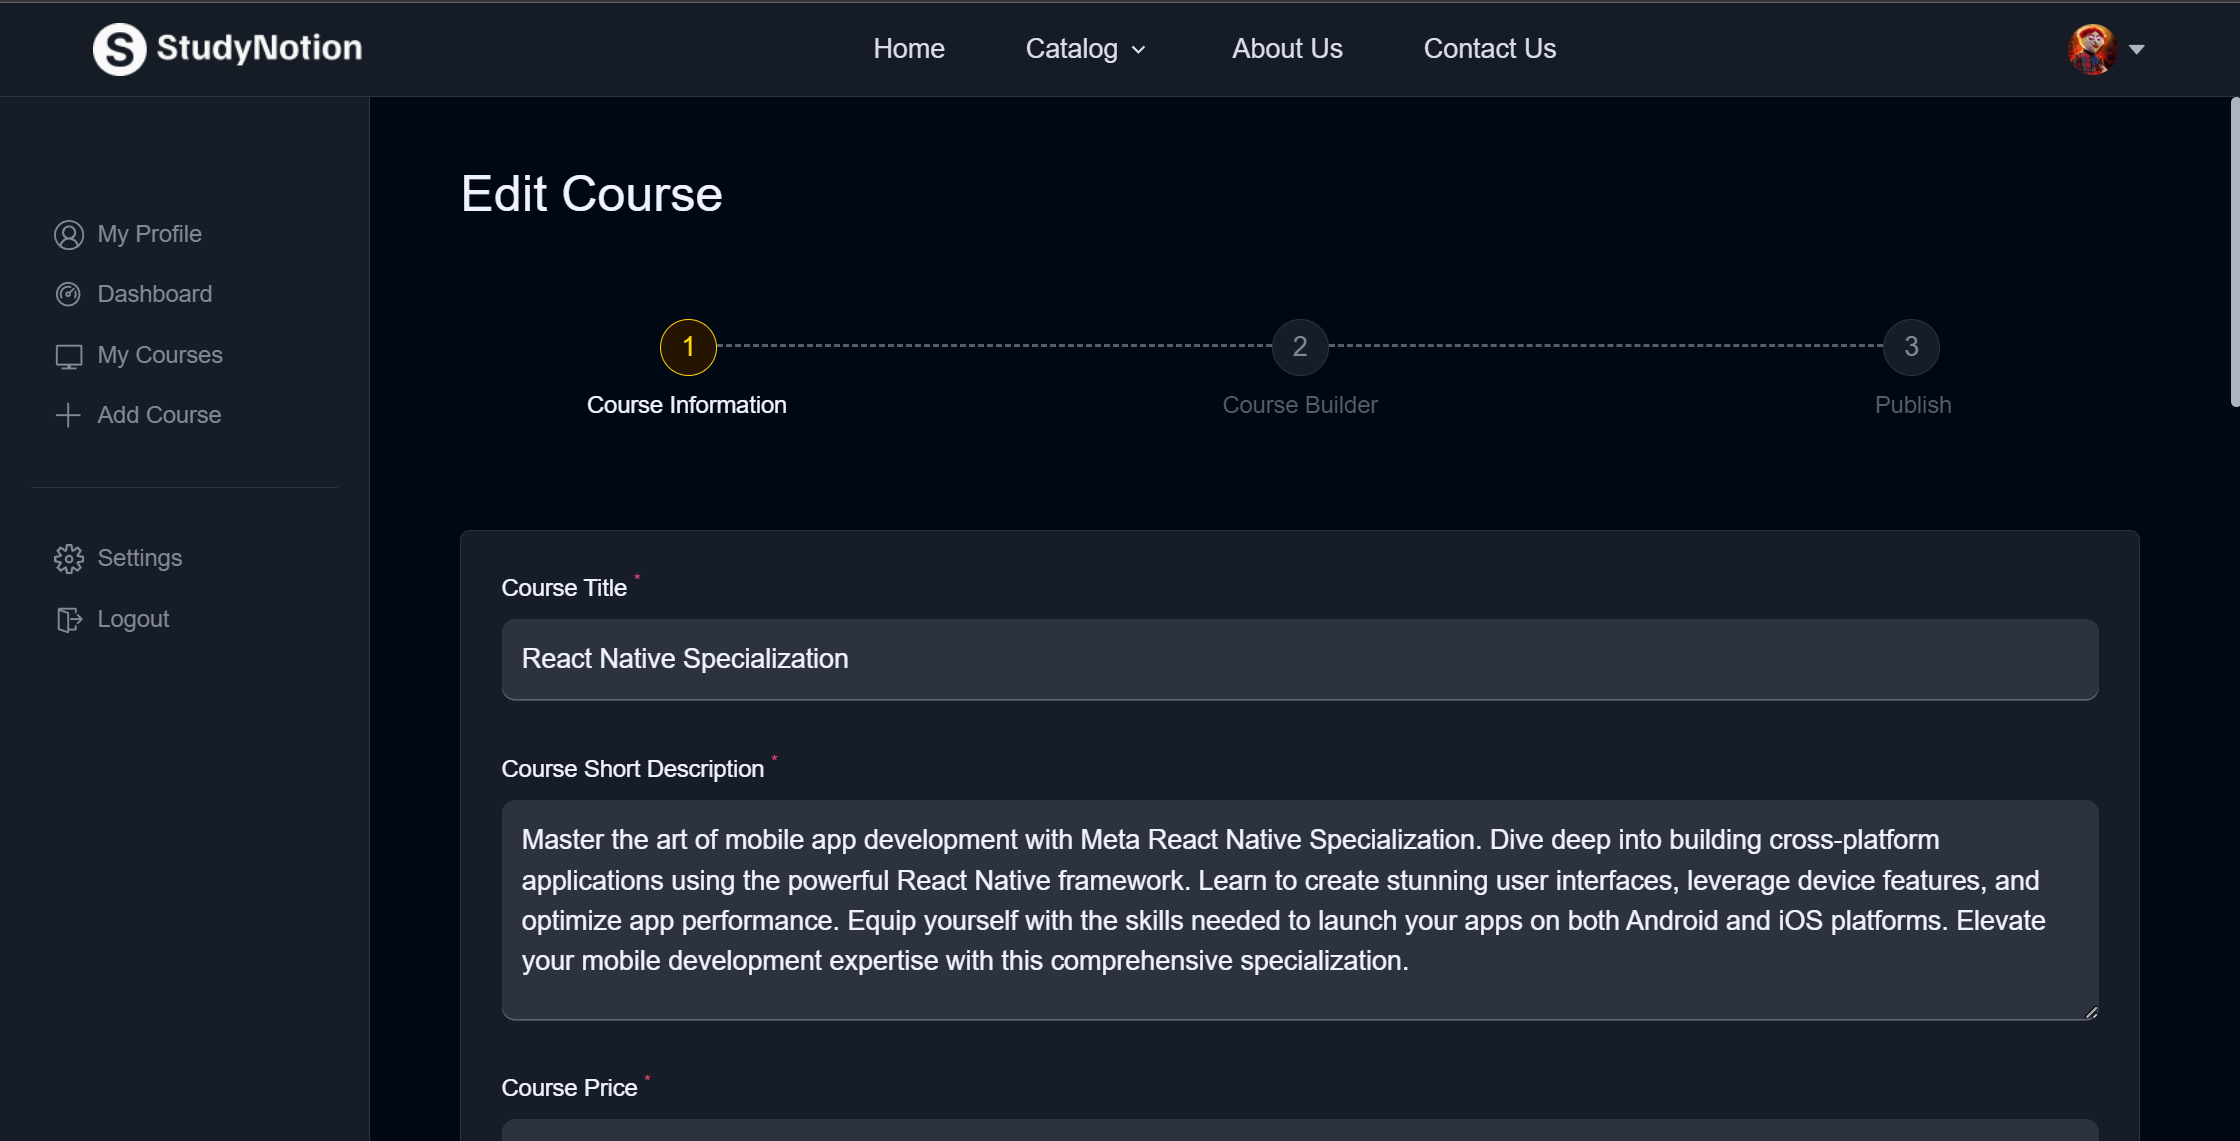 StudyNotion
Home
Catalog
About Us
Contact Us
My Profile
Dashboard
My Courses
Add Course
Settings
Logout
Edit Course
1
2
3
Course Information
Course Builder
Publish
Course Title *
React Native Specialization
Course Short Description *
Master the art of mobile app development with Meta React Native Specialization. Dive deep into building cross-platform
applications using the powerful React Native framework. Learn to create stunning user interfaces, leverage device features, and
optimize app performance. Equip yourself with the skills needed to launch your apps on both Android and iOS platforms. Elevate
your mobile development expertise with this comprehensive specialization.
Course Price *